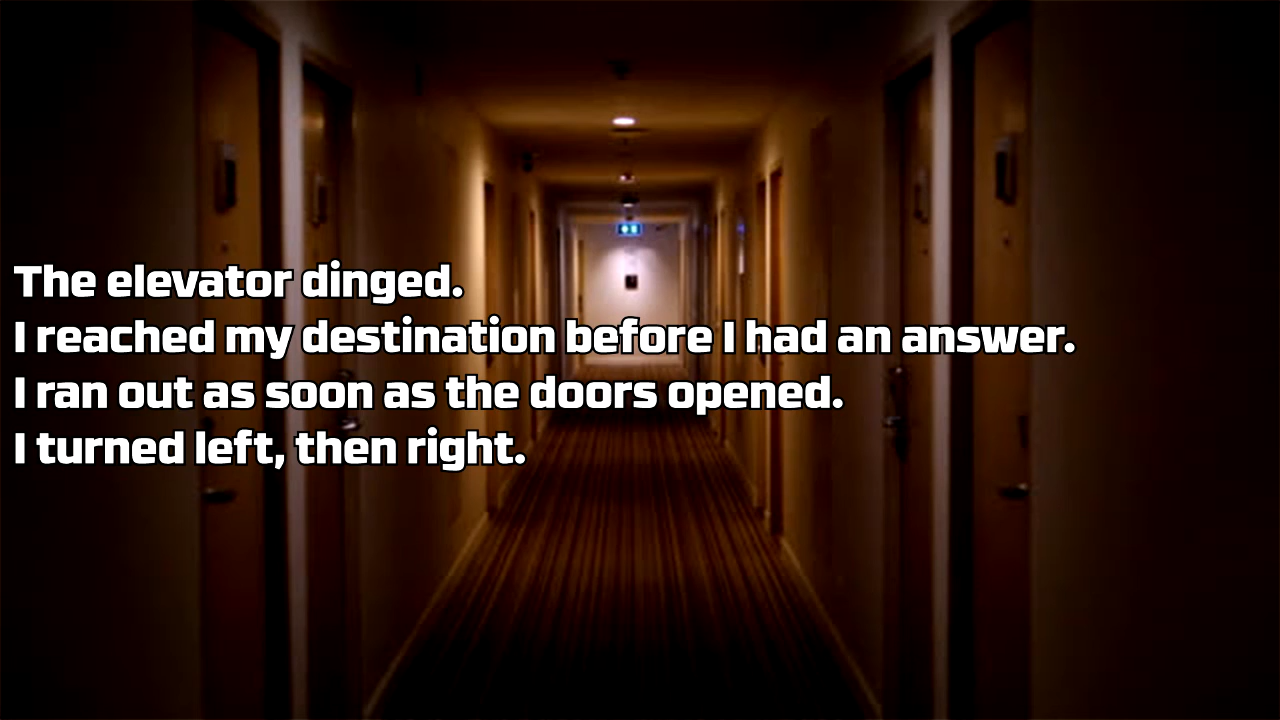 The elevator dinged.
I reached my destination before I had an answer.
I ran out as soon as the doors opened.
I turned left, then right.